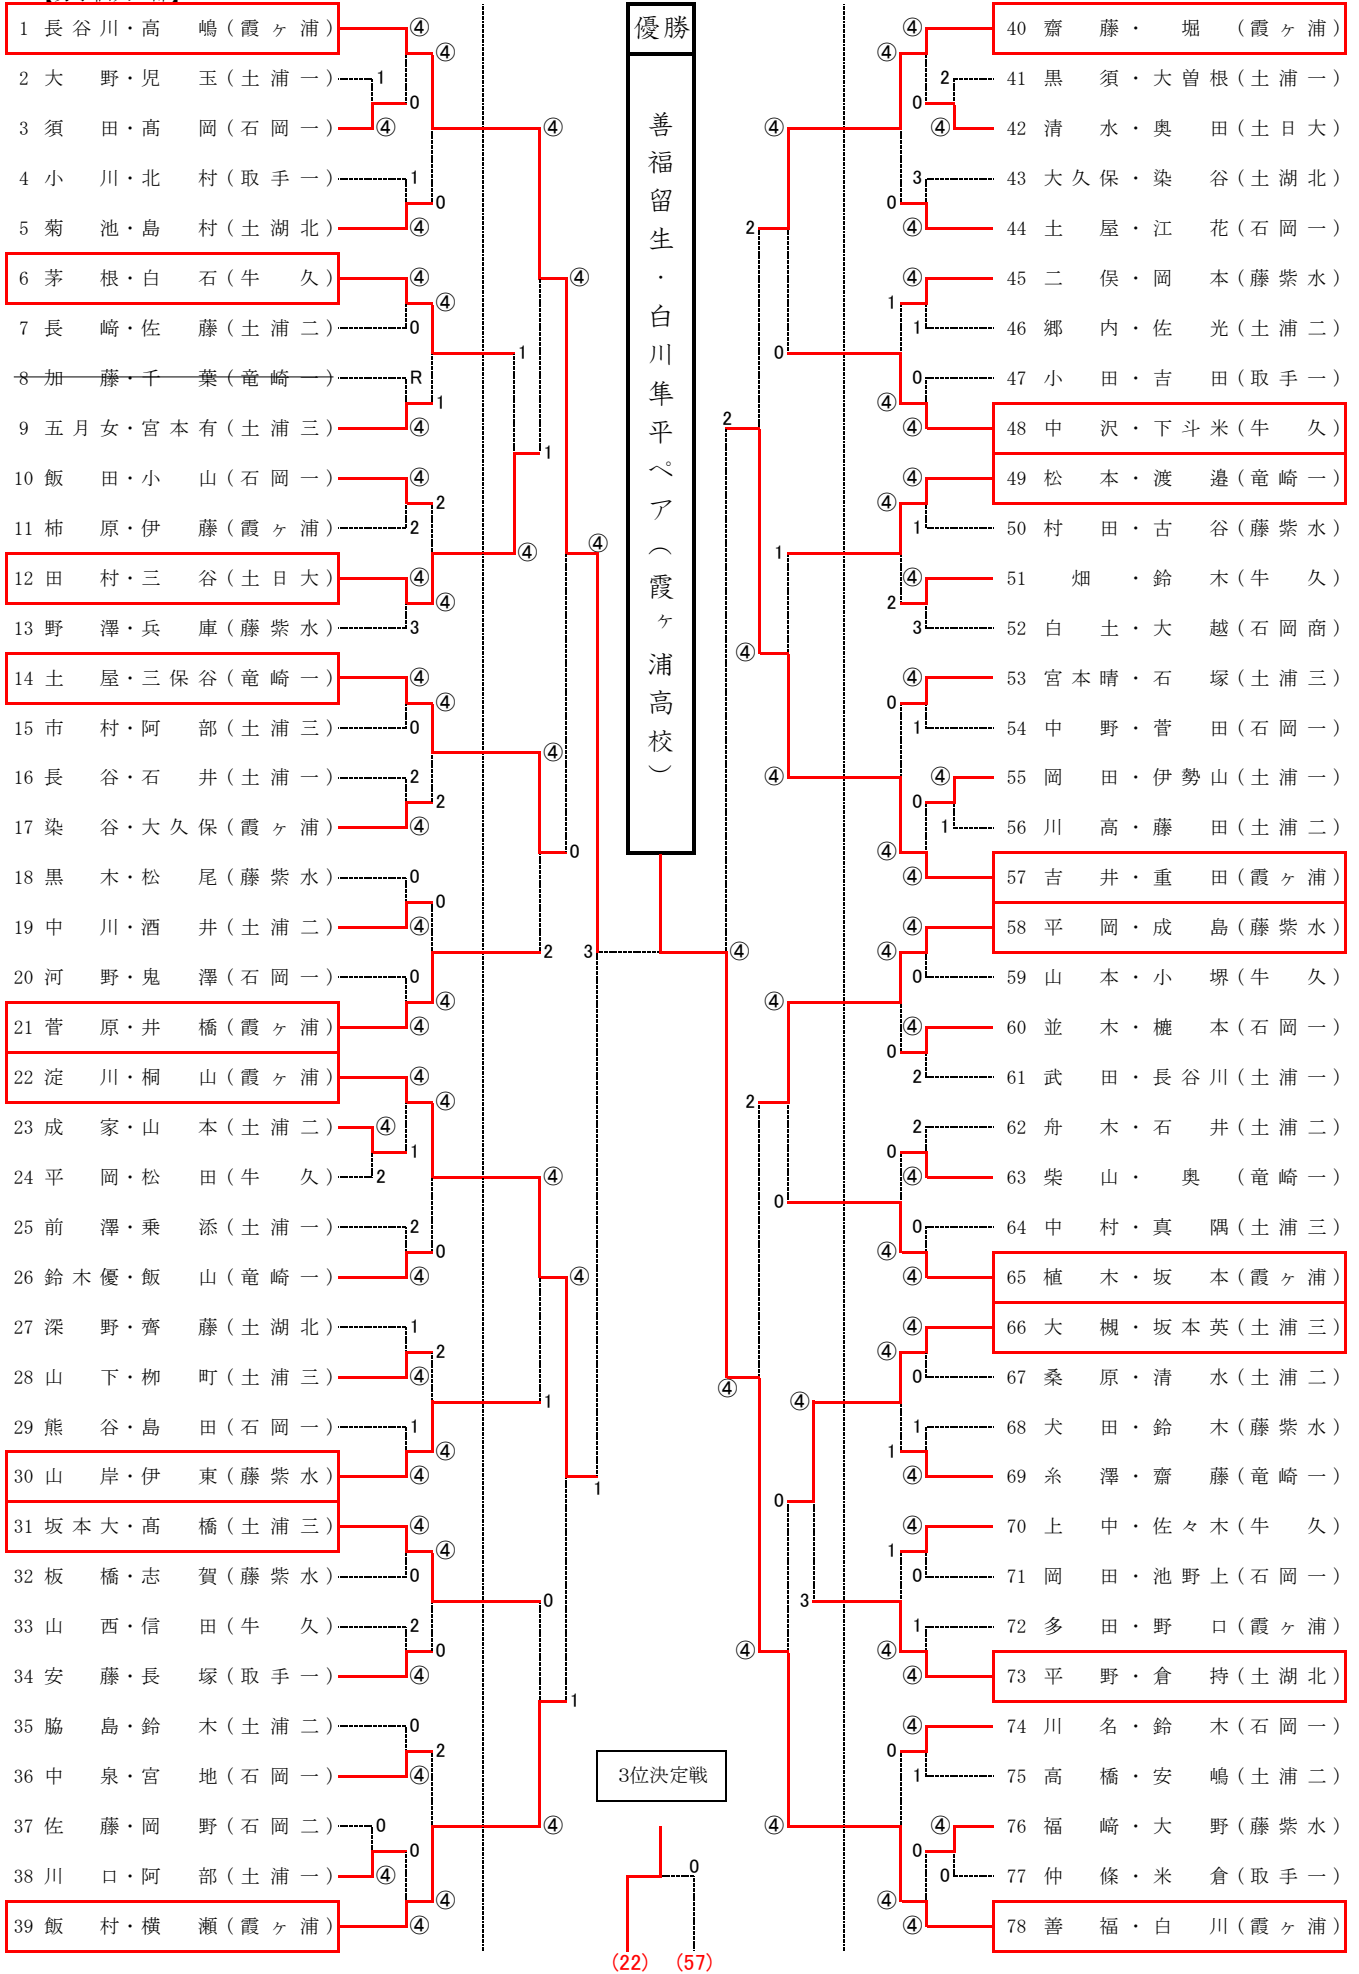 優勝
善福留生・白川隼平ペア（霞ヶ浦高校）
1 長谷川・高嶋(霞ヶ浦)
2 大野・児玉(土浦一)
3 須田・髙岡(石岡一)
4 小川・北村(取手一)
5 菊池・島村(土湖北)
6 茅根・白石(牛久)
7 長﨑・佐藤(土浦二)
8 加藤・千葉(竜崎一)
9 五月女・宮本有(土浦三)
10 飯田・小山(石岡一)
11 柿原・伊藤(霞ヶ浦)
12 田村・三谷(土日大)
13 野澤・兵庫(藤紫水)
14 土屋・三保谷(竜崎一)
15 市村・阿部(土浦三)
16 長谷・石井(土浦一)
17 染谷・大久保(霞ヶ浦)
18 黒木・松尾(藤紫水)
19 中川・酒井(土浦二)
20 河野・鬼澤(石岡一)
21 菅原・井橋(霞ヶ浦)
22 淀川・桐山(霞ヶ浦)
23 成家・山本(土浦二)
24 平岡・松田(牛久)
25 前澤・乗添(土浦一)
26 鈴木優・飯山(竜崎一)
27 深野・齊藤(土湖北)
28 山下・栁町(土浦三)
29 熊谷・島田(石岡一)
30 山岸・伊東(藤紫水)
31 坂本大・髙橋(土浦三)
32 板橋・志賀(藤紫水)
33 山西・信田(牛久)
34 安藤・長塚(取手一)
35 脇島・鈴木(土浦二)
36 中泉・宮地(石岡一)
37 佐藤・岡野(石岡二)
38 川口・阿部(土浦一)
39 飯村・横瀬(霞ヶ浦)
40 齋藤・堀(霞ヶ浦)
41 黒須・大曽根(土浦一)
42 清水・奥田(土日大)
43 大久保・染谷(土湖北)
44 土屋・江花(石岡一)
45 二俣・岡本(藤紫水)
46 郷内・佐光(土浦二)
47 小田・吉田(取手一)
48 中沢・下斗米(牛久)
49 松本・渡邉(竜崎一)
50 村田・古谷(藤紫水)
51 畑・鈴木(牛久)
52 白土・大越(石岡商)
53 宮本晴・石塚(土浦三)
54 中野・菅田(石岡一)
55 岡田・伊勢山(土浦一)
56 川高・藤田(土浦二)
57 吉井・重田(霞ヶ浦)
58 平岡・成島(藤紫水)
59 山本・小堺(牛久)
60 並木・櫃本(石岡一)
61 武田・長谷川(土浦一)
62 舟木・石井(土浦二)
63 柴山・奥(竜崎一)
64 中村・真隅(土浦三)
65 植木・坂本(霞ヶ浦)
66 大槻・坂本英(土浦三)
67 桑原・清水(土浦二)
68 犬田・鈴木(藤紫水)
69 糸澤・齋藤(竜崎一)
70 上中・佐々木(牛久)
71 岡田・池野上(石岡一)
72 多田・野口(霞ヶ浦)
73 平野・倉持(土湖北)
74 川名・鈴木(石岡一)
75 高橋・安嶋(土浦二)
76 福﨑・大野(藤紫水)
77 仲條・米倉(取手一)
78 善福・白川(霞ヶ浦)
3位決定戦
0
(22) (57)